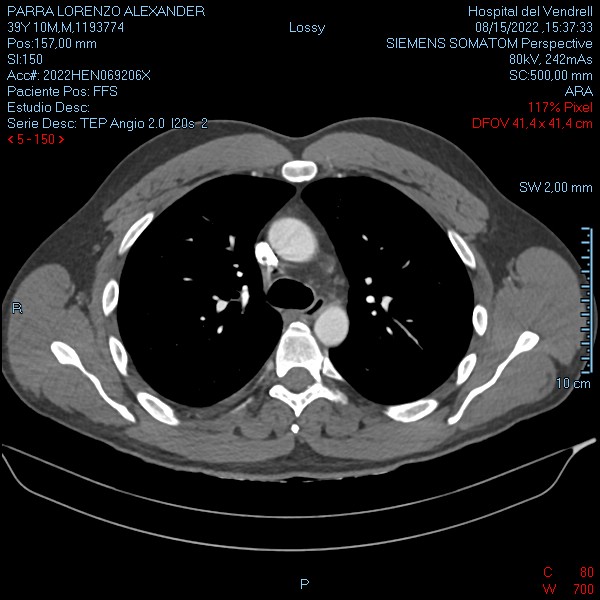 PARRA LORENZO ALEXANDER
39Y 10M,M,1193774
Pos:157,00 mm
SI:150
Acc#: 2022HEN069206X
Paciente Pos: FFS
Estudio Desc:
Serie Desc: TEP Angio 2.0 I20s 2
< 5 - 150 >
Lossy
Hospital del Vendrell
08/15/2022 ,15:37:33
SIEMENS SOMATOM Perspective
80kV, 242mAs
SC:500,00 mm
ARA
117% Pixel
DFOV 41,4 x 41,4 cm
SW 2,00 mm
R
10 cm
P
C 80
W 700